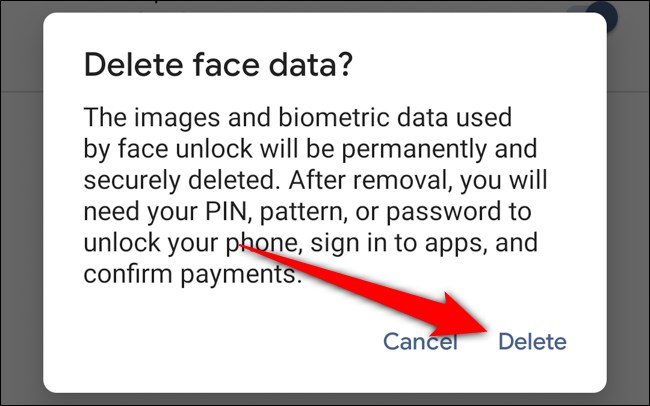 Delete face data?
The images and biometric data used
by face unlock will be permanently and
securely deleted. After removal, you will
need your PIN, pattern, or password to
unlock your phone, sign in to apps, and
confirm payments.
Cancel Delete